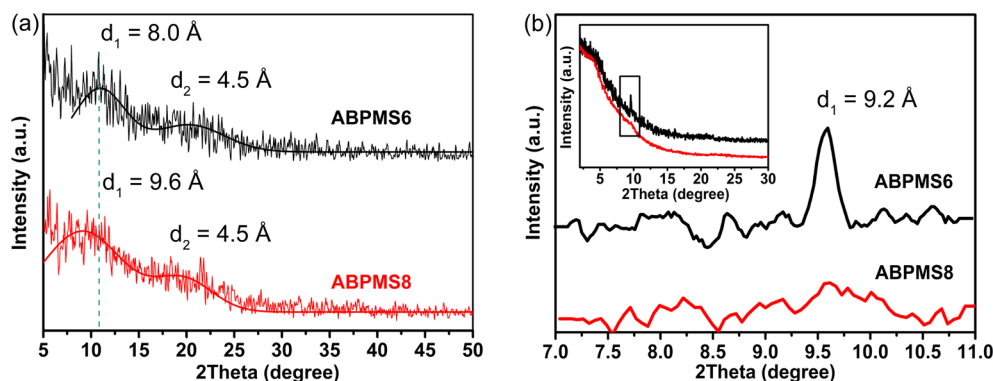 (a)
d₁ = 8.0 Å
d₂ = 4.5 Å
ABPMS6
d₁ = 9.6 Å
d₂ = 4.5 Å
ABPMS8
Intensity (a.u.)
5 10 15 20 25 30 35 40 45 50
2Theta (degree)
(b)
Intensity (a.u.)
5 10 15 20 25 30
2Theta (degree)
d₁ = 9.2 Å
ABPMS6
ABPMS8
Intensity (a.u.)
7.0 7.5 8.0 8.5 9.0 9.5 10.0 10.5 11.0
2Theta (degree)